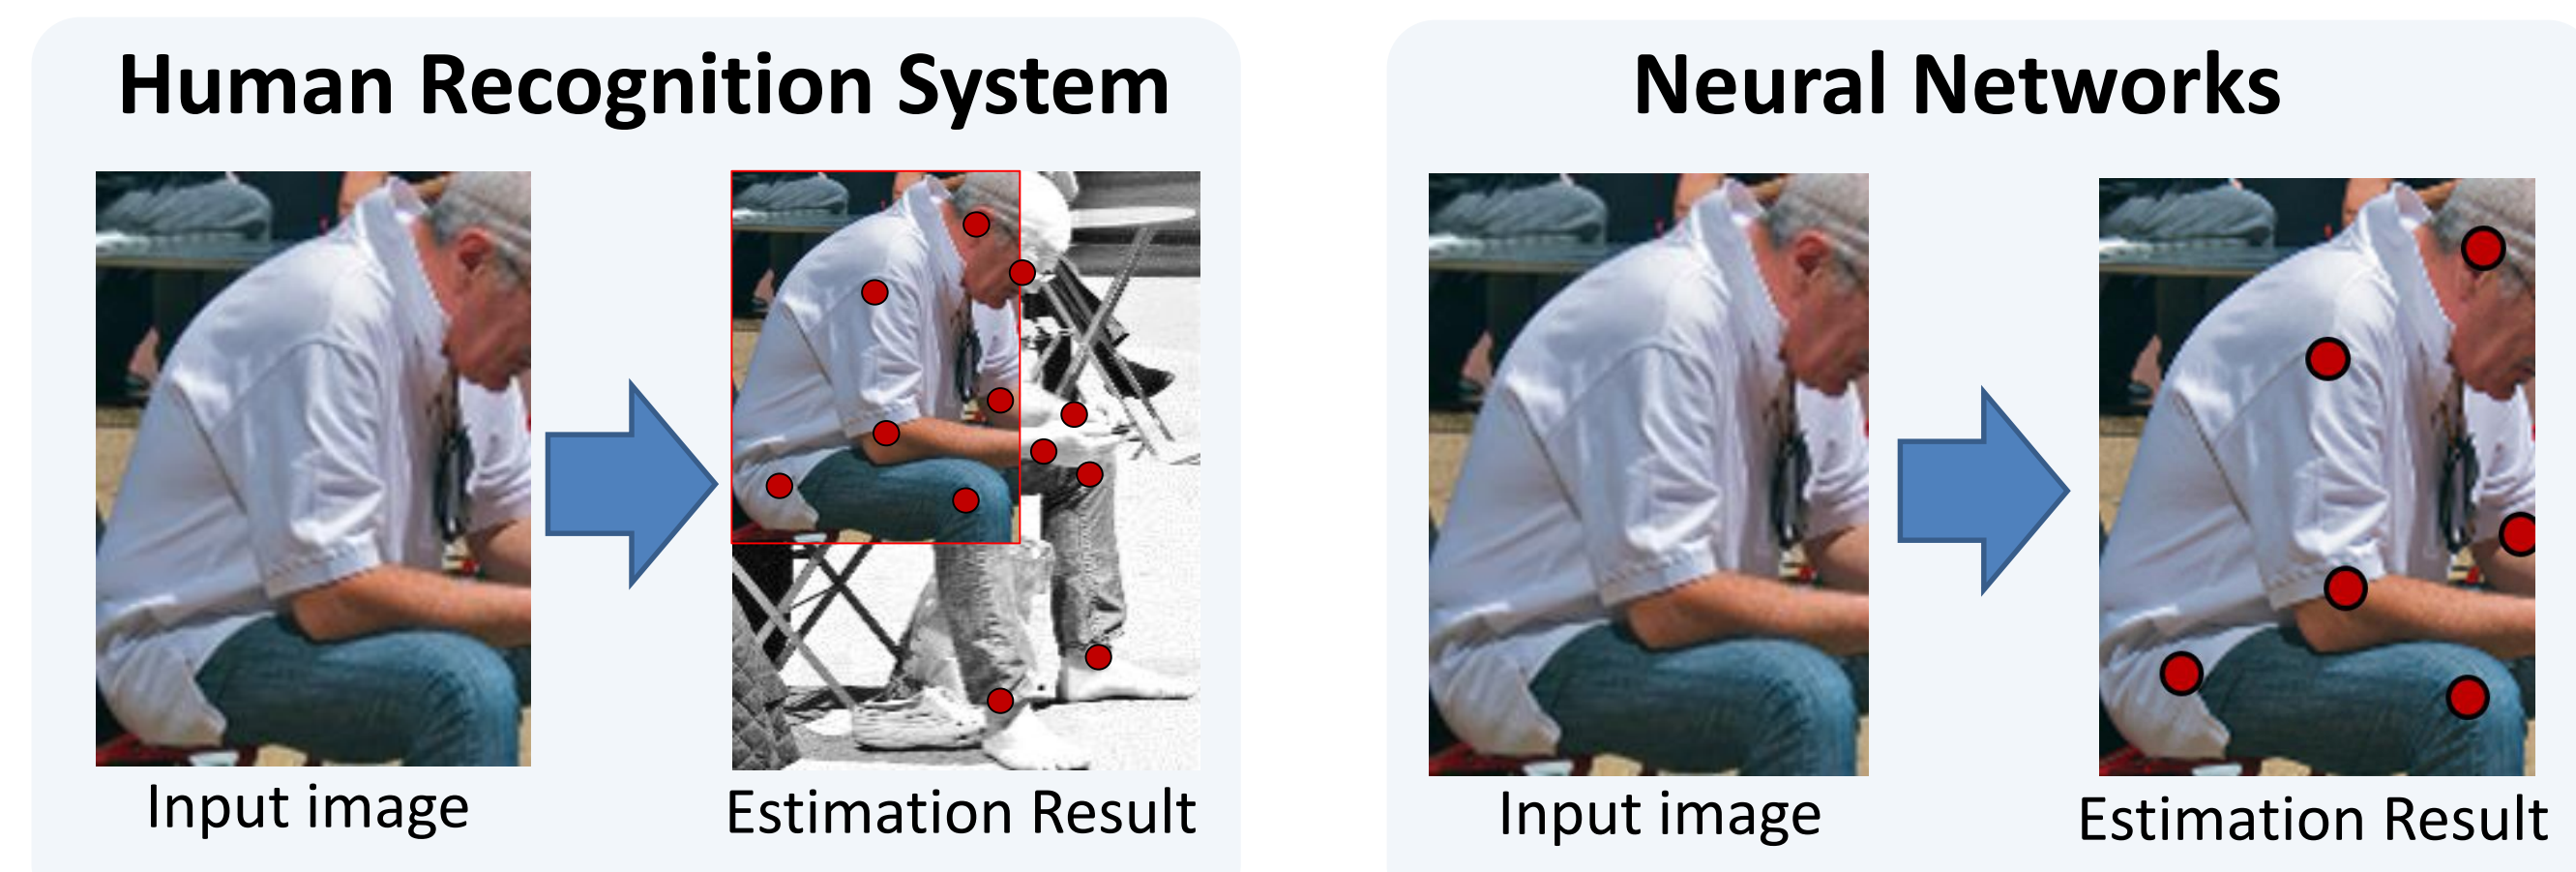 Human Recognition System
Input image
Estimation Result
Neural Networks
Input image
Estimation Result